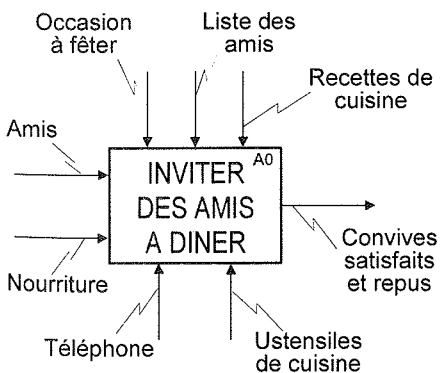 Occasion
à fêter
Liste des
amis
Recettes de
cuisine
Amis
A0
INVITER
DES AMIS
A DINER
Nourriture
Convives
satisfaits
et repus
Téléphone
Ustensiles
de cuisine